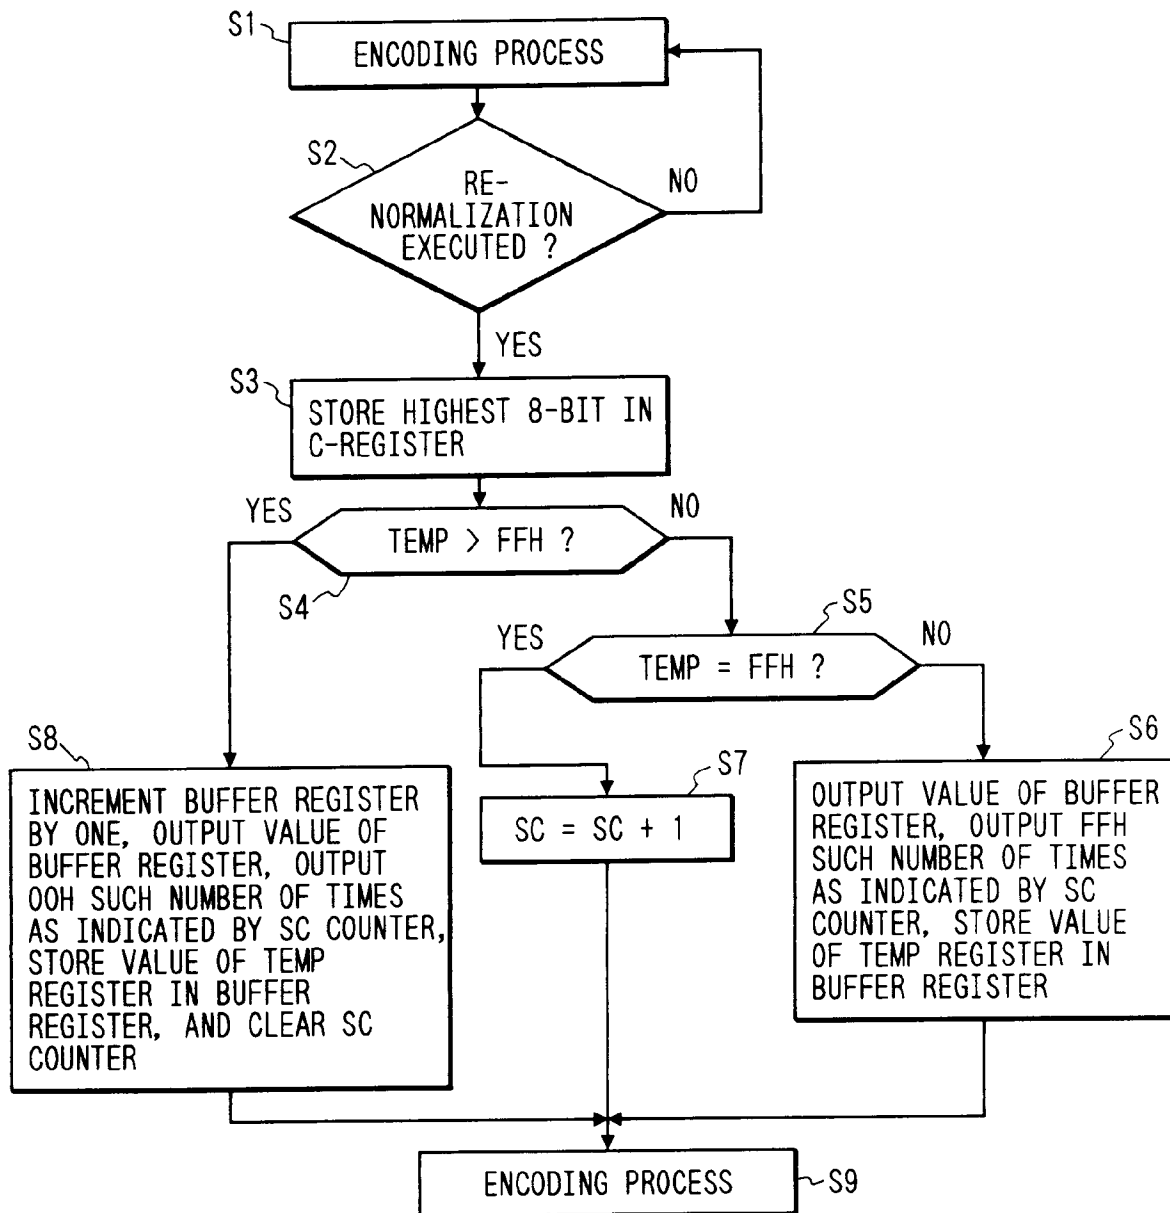 S1
ENCODING PROCESS
S2
RE-
NORMALIZATION
EXECUTED ?
NO
YES
S3
STORE HIGHEST 8-BIT IN
C-REGISTER
YES
NO
TEMP > FFH ?
S4
S5
YES
NO
TEMP = FFH ?
S8
INCREMENT BUFFER REGISTER
BY ONE, OUTPUT VALUE OF
BUFFER REGISTER, OUTPUT
00H SUCH NUMBER OF TIMES
AS INDICATED BY SC COUNTER,
STORE VALUE OF TEMP
REGISTER IN BUFFER
REGISTER, AND CLEAR SC
COUNTER
S7
SC = SC + 1
S6
OUTPUT VALUE OF BUFFER
REGISTER, OUTPUT FFH
SUCH NUMBER OF TIMES
AS INDICATED BY SC
COUNTER, STORE VALUE
OF TEMP REGISTER IN
BUFFER REGISTER
ENCODING PROCESS
S9